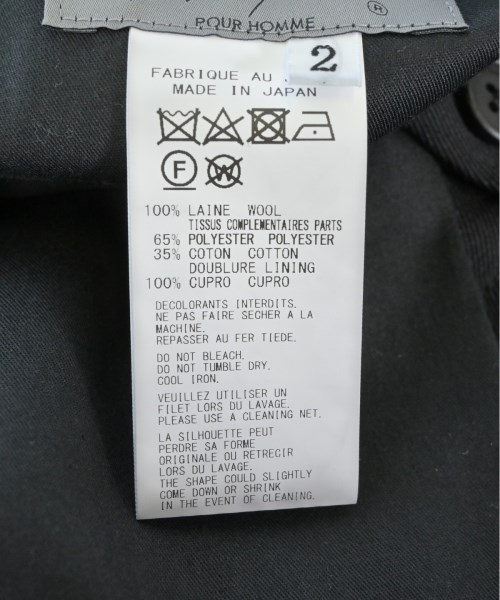 POUR HOMME
®
2
FABRIQUE AU
MADE IN JAPAN
F
W
100% LAINE WOOL
TISSUS COMPLEMENTAIRES PARTS
65% POLYESTER POLYESTER
35% COTON COTTON
DOUBLURE LINING
100% CUPRO CUPRO
DECOLORANTS INTERDITS.
NE PAS FAIRE SECHER A LA
MACHINE.
REPASSER AU FER TIEDE.
DO NOT BLEACH.
DO NOT TUMBLE DRY.
COOL IRON.
VEUILLEZ UTILISER UN
FILET LORS DU LAVAGE.
PLEASE USE A CLEANING NET.
LA SILHOUETTE PEUT
PERDRE SA FORME
ORIGINALE OU RETRECIR
LORS DU LAVAGE.
THE SHAPE COULD SLIGHTLY
COME DOWN OR SHRINK
IN THE EVENT OF CLEANING.